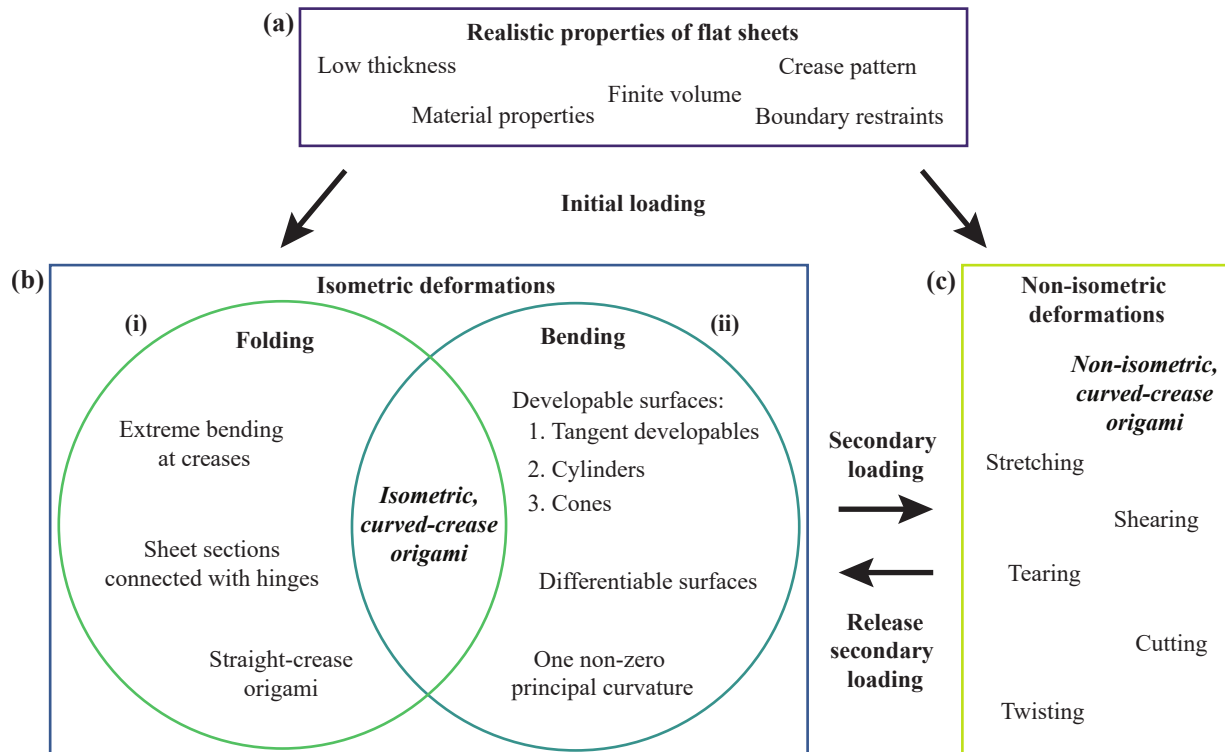 (a)
Realistic properties of flat sheets
Low thickness
Crease pattern
Finite volume
Material properties
Boundary restraints
Initial loading
(b)
Isometric deformations
(i)
Folding
Extreme bending
at creases
Sheet sections
connected with hinges
Straight-crease
origami
Isometric,
curved-crease
origami
(ii)
Bending
Developable surfaces:
1. Tangent developables
2. Cylinders
3. Cones
Differentiable surfaces
One non-zero
principal curvature
Secondary
loading
Release
secondary
loading
(c)
Non-isometric
deformations
Non-isometric,
curved-crease
origami
Stretching
Shearing
Tearing
Cutting
Twisting